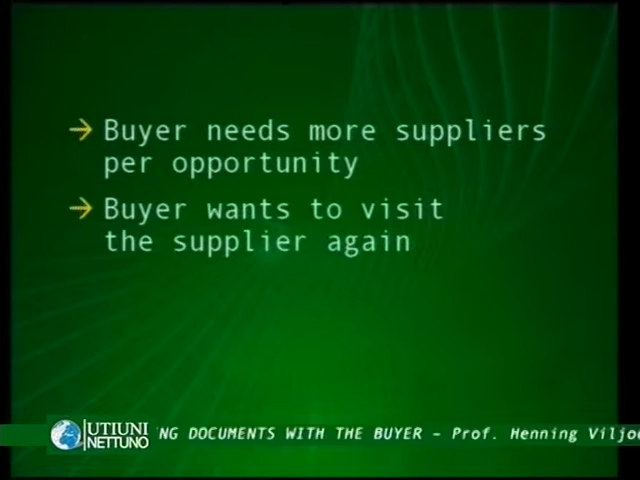 → Buyer needs more suppliers
per opportunity
→ Buyer wants to visit
the supplier again
UTIUNI
NETTUNO
NG DOCUMENTS WITH THE BUYER – Prof. Henning Viljo